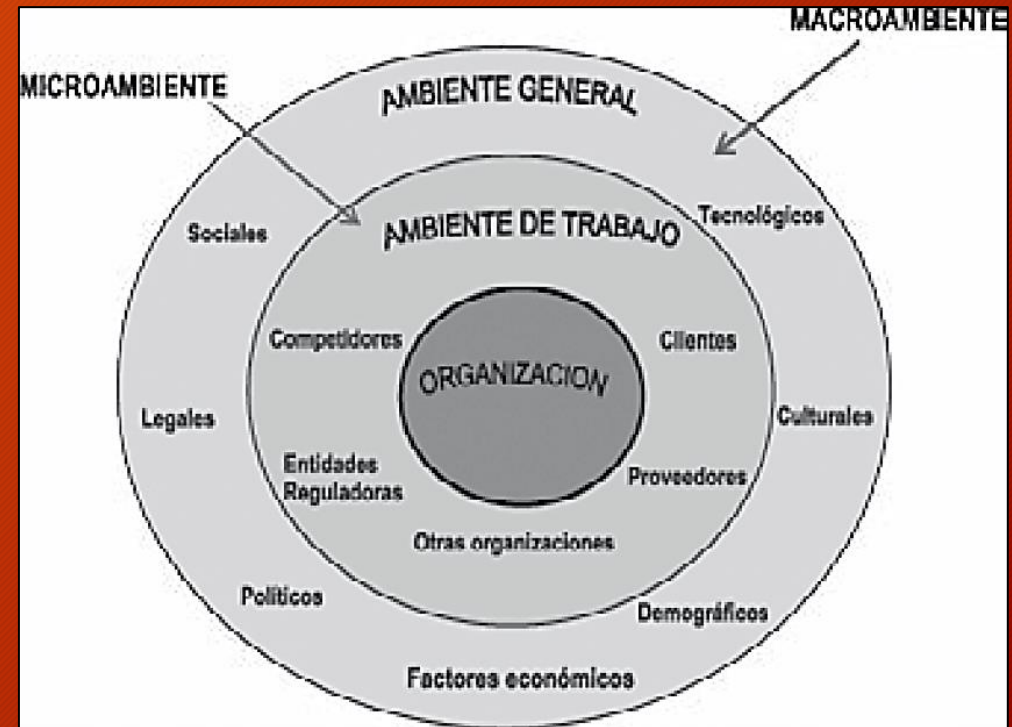 MACROAMBIENTE
MICROAMBIENTE
AMBIENTE GENERAL
Sociales
Tecnológicos
AMBIENTE DE TRABAJO
Competidores
Clientes
ORGANIZACION
Legales
Culturales
Entidades
Reguladoras
Proveedores
Otras organizaciones
Políticos
Demográficos
Factores económicos